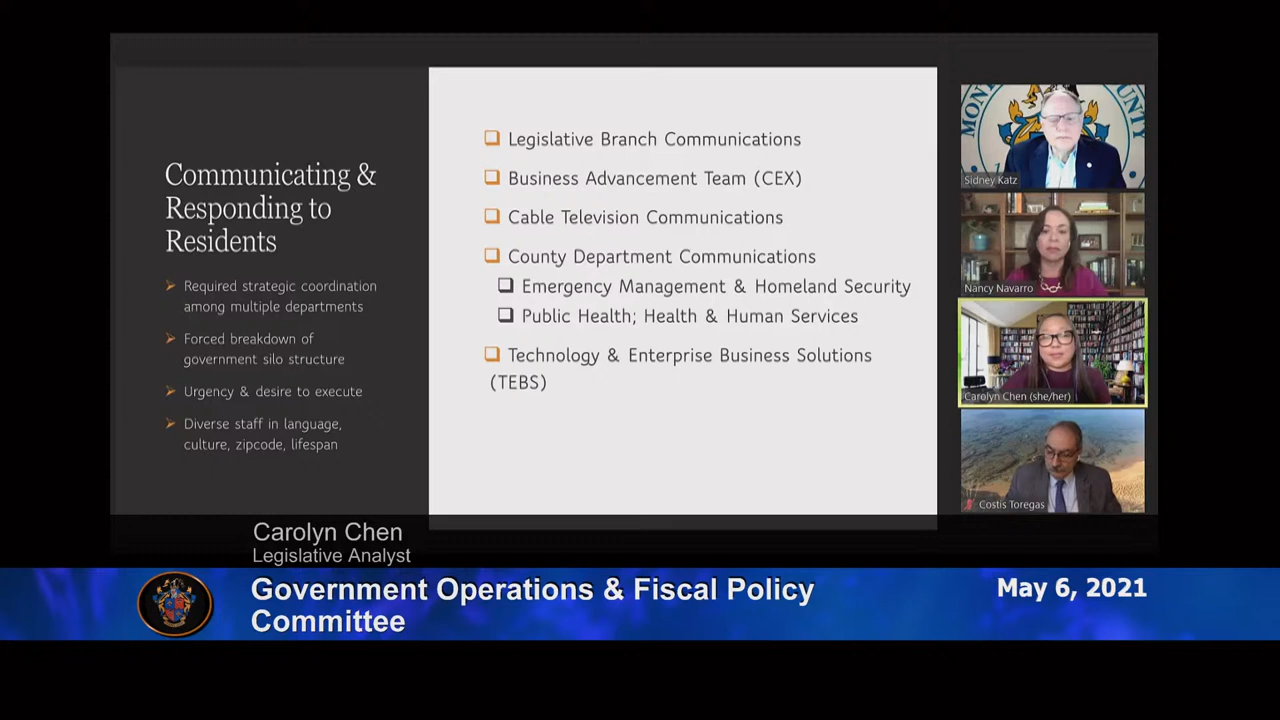 Communicating &
Responding to
Residents
Required strategic coordination
among multiple departments
Forced breakdown of
government silo structure
Urgency & desire to execute
Diverse staff in language,
culture, zipcode, lifespan
Legislative Branch Communications
Business Advancement Team (CEX)
Cable Television Communications
County Department Communications
Emergency Management & Homeland Security
Public Health; Health & Human Services
Technology & Enterprise Business Solutions
(TEBS)
Sidney Katz
Nancy Navarro
Carolyn Chen (she/her)
Costis Toregas
Carolyn Chen
Legislative Analyst
Government Operations & Fiscal Policy
Committee
May 6, 2021